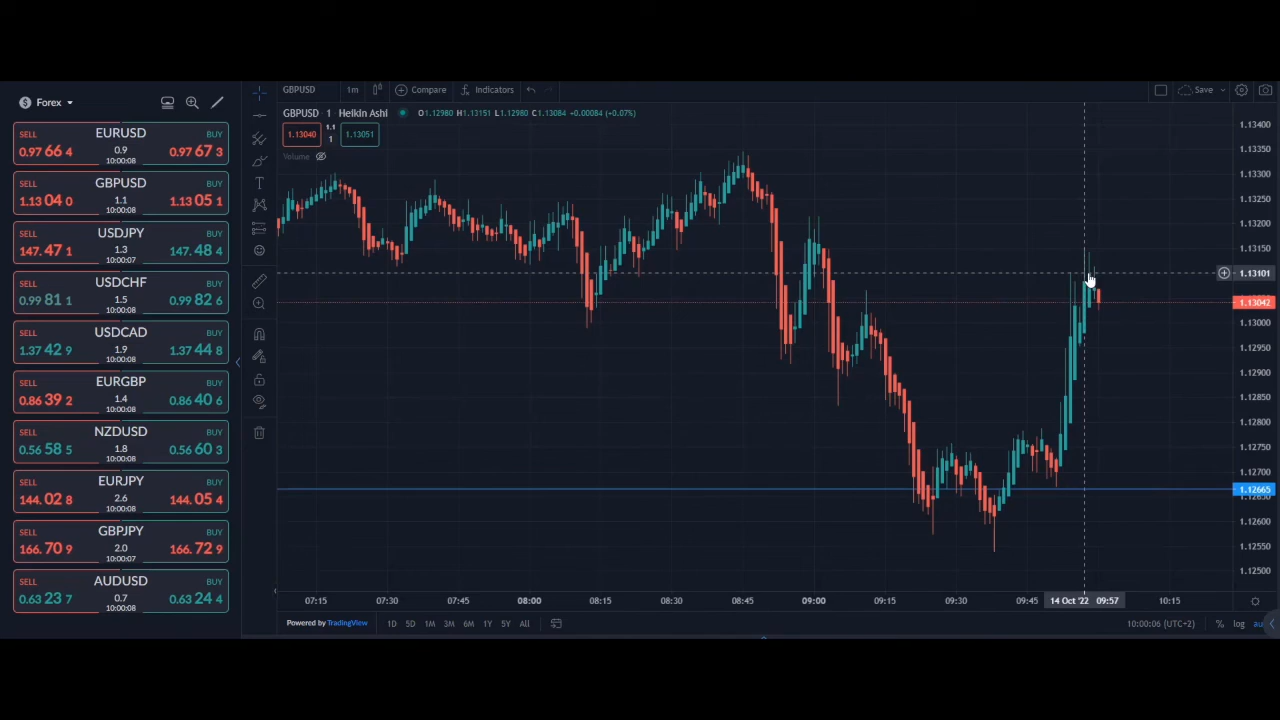 Forex
SELL EURUSD BUY
0.97 66 4 0.9 0.97 67 3
10:00:08
SELL GBPUSD BUY
1.13 04 0 1.1 1.13 05 1
10:00:08
SELL USDJPY BUY
147. 47 1 1.3 147. 48 4
10:00:07
SELL USDCHF BUY
0.99 81 1 1.5 0.99 82 6
10:00:08
SELL USDCAD BUY
1.37 42 9 1.9 1.37 44 8
10:00:08
SELL EURGBP BUY
0.86 39 2 1.4 0.86 40 6
10:00:08
SELL NZDUSD BUY
0.56 58 5 1.8 0.56 60 3
10:00:08
SELL EURJPY BUY
144. 02 8 2.6 144. 05 4
10:00:08
SELL GBPJPY BUY
166. 70 9 2.0 166. 72 9
10:00:07
SELL AUDUSD BUY
0.63 23 7 0.7 0.63 24 4
10:00:08
GBPUSD 1m Compare Indicators Save
GBPUSD 1 Heikin Ashi O1.12980 H1.13151 L1.12980 C1.13084 +0.00084 (+0.07%)
1.13040 1.1 1 1.13051
Volume
1.13400
1.13350
1.13300
1.13250
1.13200
1.13150
1.13101
1.13042
1.13000
1.12950
1.12900
1.12850
1.12800
1.12750
1.12700
1.12665
1.12600
1.12550
1.12500
07:15 07:30 07:45 08:00 08:15 08:30 08:45 09:00 09:15 09:30 09:45 14 Oct '22 09:57 10:15
Powered by TradingView 1D 5D 1M 3M 6M 1Y 5Y All 10:00:06 (UTC+2) % log